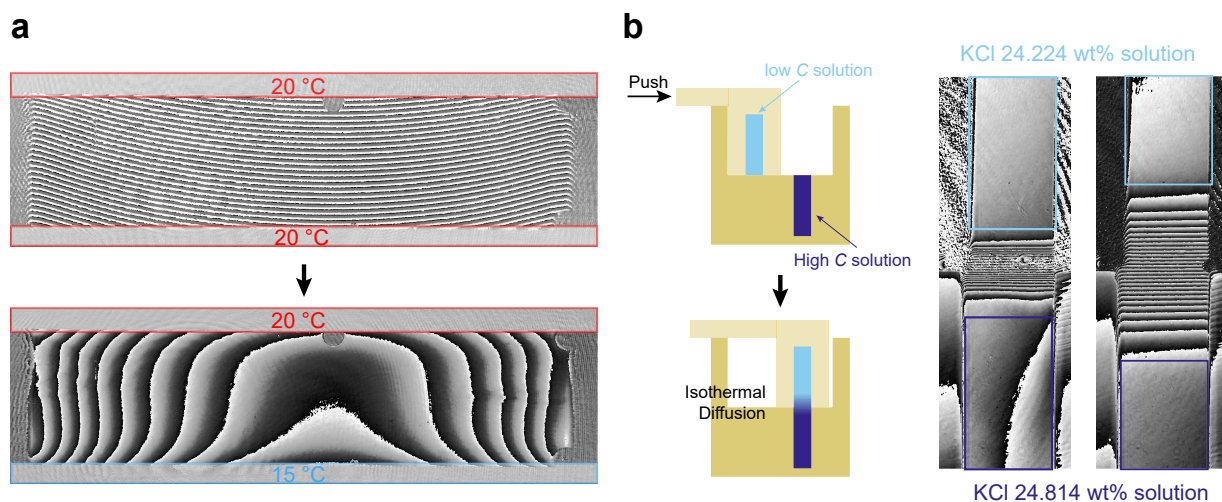 a
20 °C
20 °C
20 °C
15 °C
b
low C solution
Push
High C solution
Isothermal
Diffusion
KCl 24.224 wt% solution
KCl 24.814 wt% solution